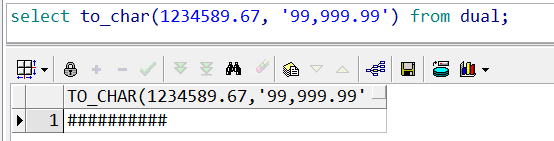 select to_char(1234589.67, '99,999.99') from dual;
TO_CHAR(1234589.67,'99,999.99'
1 ##########